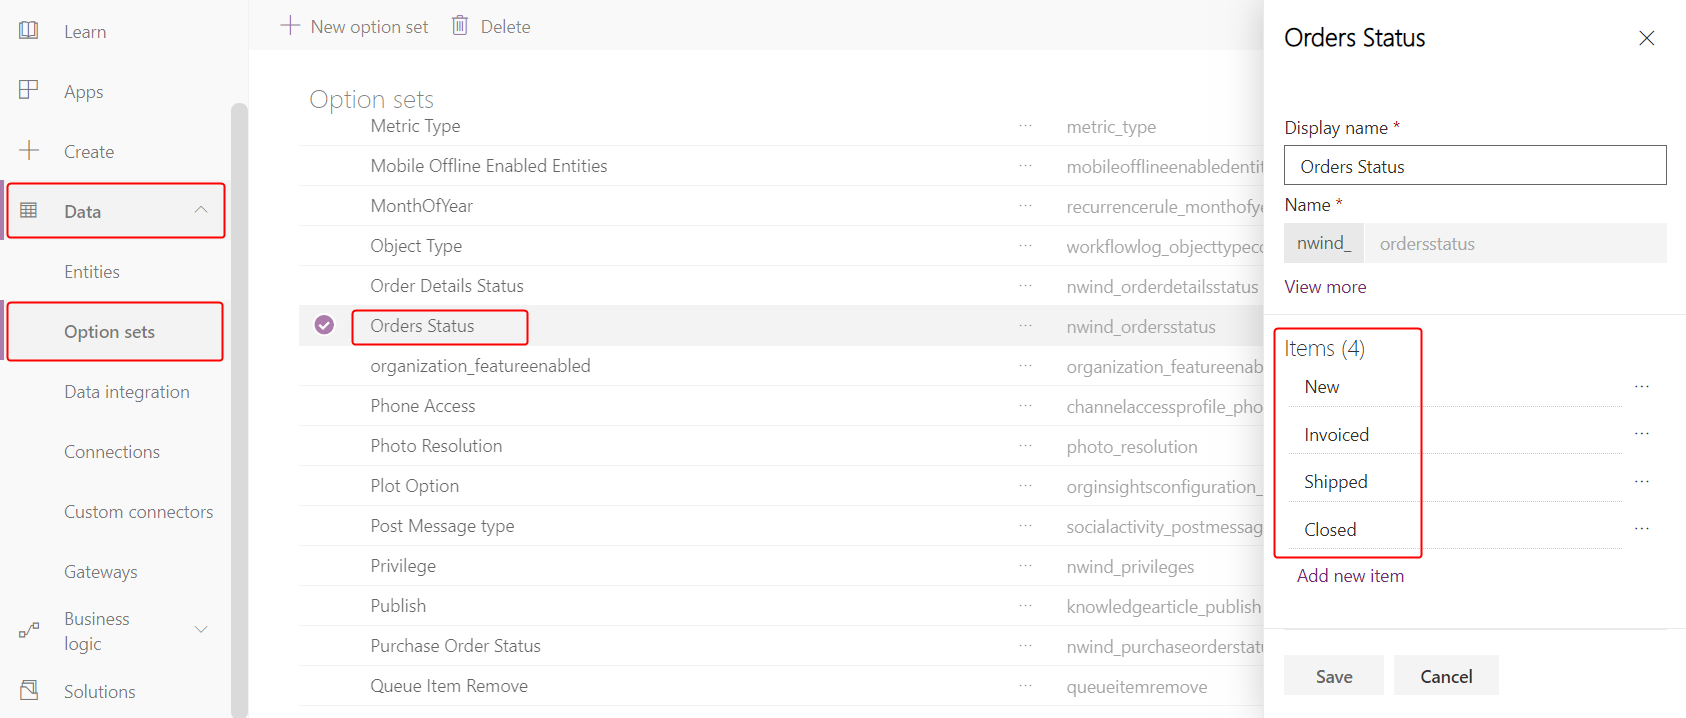 Learn
Apps
Create
Data
Entities
Option sets
Data integration
Connections
Custom connectors
Gateways
Business
logic
Solutions
New option set
Delete
Option sets
Metric Type ... metric_type
Mobile Offline Enabled Entities ... mobileofflineenabledentit
MonthOfYear ... recurrencerule_monthofye
Object Type ... workflowlog_objecttypeco
Order Details Status ... nwind_orderdetailsstatus
Orders Status ... nwind_ordersstatus
organization_featureenabled ... organization_featureenab
Phone Access ... channelaccessprofile_pho
Photo Resolution ... photo_resolution
Plot Option ... orginsightsconfiguration_
Post Message type ... socialactivity_postmessag
Privilege ... nwind_privileges
Publish ... knowledgearticle_publish
Purchase Order Status ... nwind_purchaseorderstatu
Queue Item Remove ... queueitemremove
Orders Status
Display name *
Orders Status
Name *
nwind_ ordersstatus
View more
Items (4)
New ...
Invoiced ...
Shipped ...
Closed ...
Add new item
Save Cancel